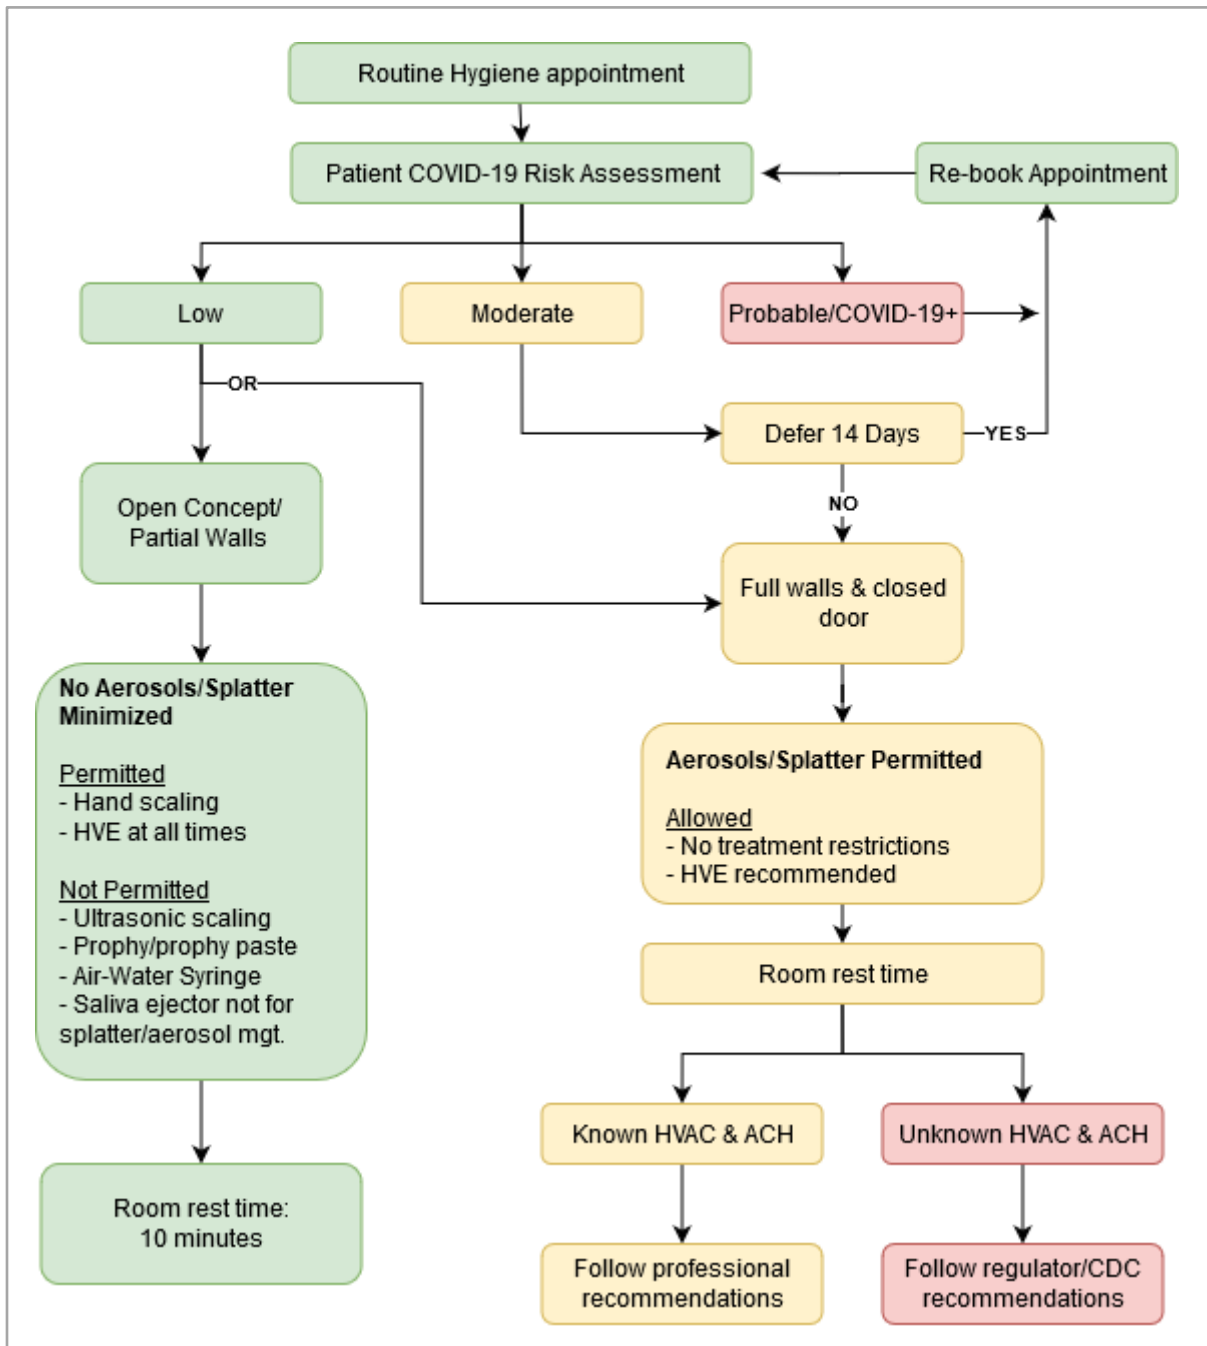 Routine Hygiene appointment
Patient COVID-19 Risk Assessment
Re-book Appointment
Low
Moderate
Probable/COVID-19+
OR
Defer 14 Days
YES
NO
Open Concept/
Partial Walls
Full walls & closed
door
No Aerosols/Splatter
Minimized
Permitted
- Hand scaling
- HVE at all times
Not Permitted
- Ultrasonic scaling
- Prophy/prophy paste
- Air-Water Syringe
- Saliva ejector not for
splatter/aerosol mgt.
Aerosols/Splatter Permitted
Allowed
- No treatment restrictions
- HVE recommended
Room rest time
Known HVAC & ACH
Unknown HVAC & ACH
Room rest time:
10 minutes
Follow professional
recommendations
Follow regulator/CDC
recommendations